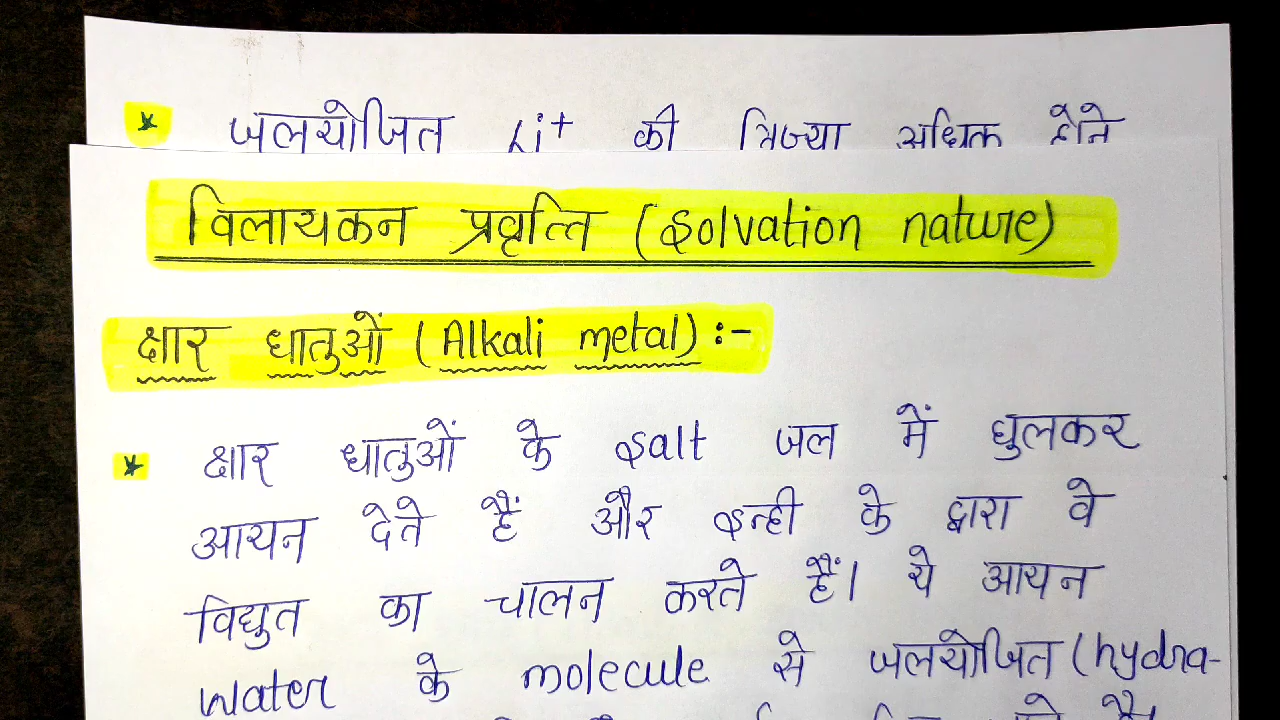 * जलयोजित Li+ की त्रिज्या अधिक होने
विलायकन प्रवृत्ति (Solvation nature)
क्षार धातुओं (Alkali metal) :-
* क्षार धातुओं के salt जल में घुलकर
आयन देते हैं और इन्ही के द्वारा वे
विद्युत का चालन करते हैं। ये आयन
water के molecule से जलयोजित (hydra-